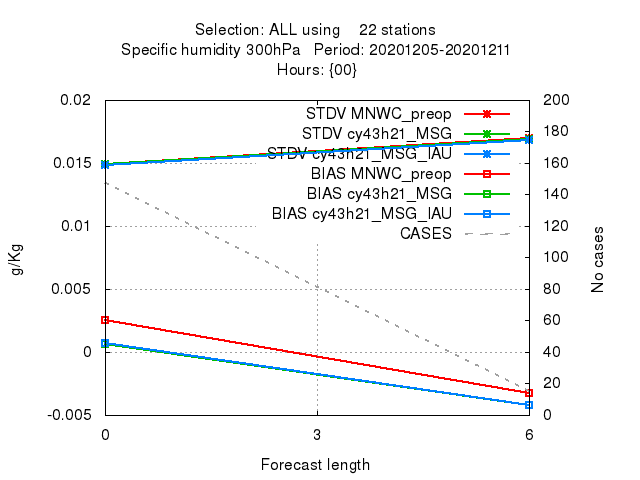 Selection: ALL using 22 stations
Specific humidity 300hPa Period: 20201205-20201211
Hours: {00}
0.02
0.015
0.01
0.005
0
-0.005
g/Kg
STDV MNWC_preop
STDV cy43h21_MSG
STDV cy43h21_MSG_IAU
BIAS MNWC_preop
BIAS cy43h21_MSG
BIAS cy43h21_MSG_IAU
CASES
200
180
160
140
120
100
80
60
40
20
0
No cases
0 3 6
Forecast length